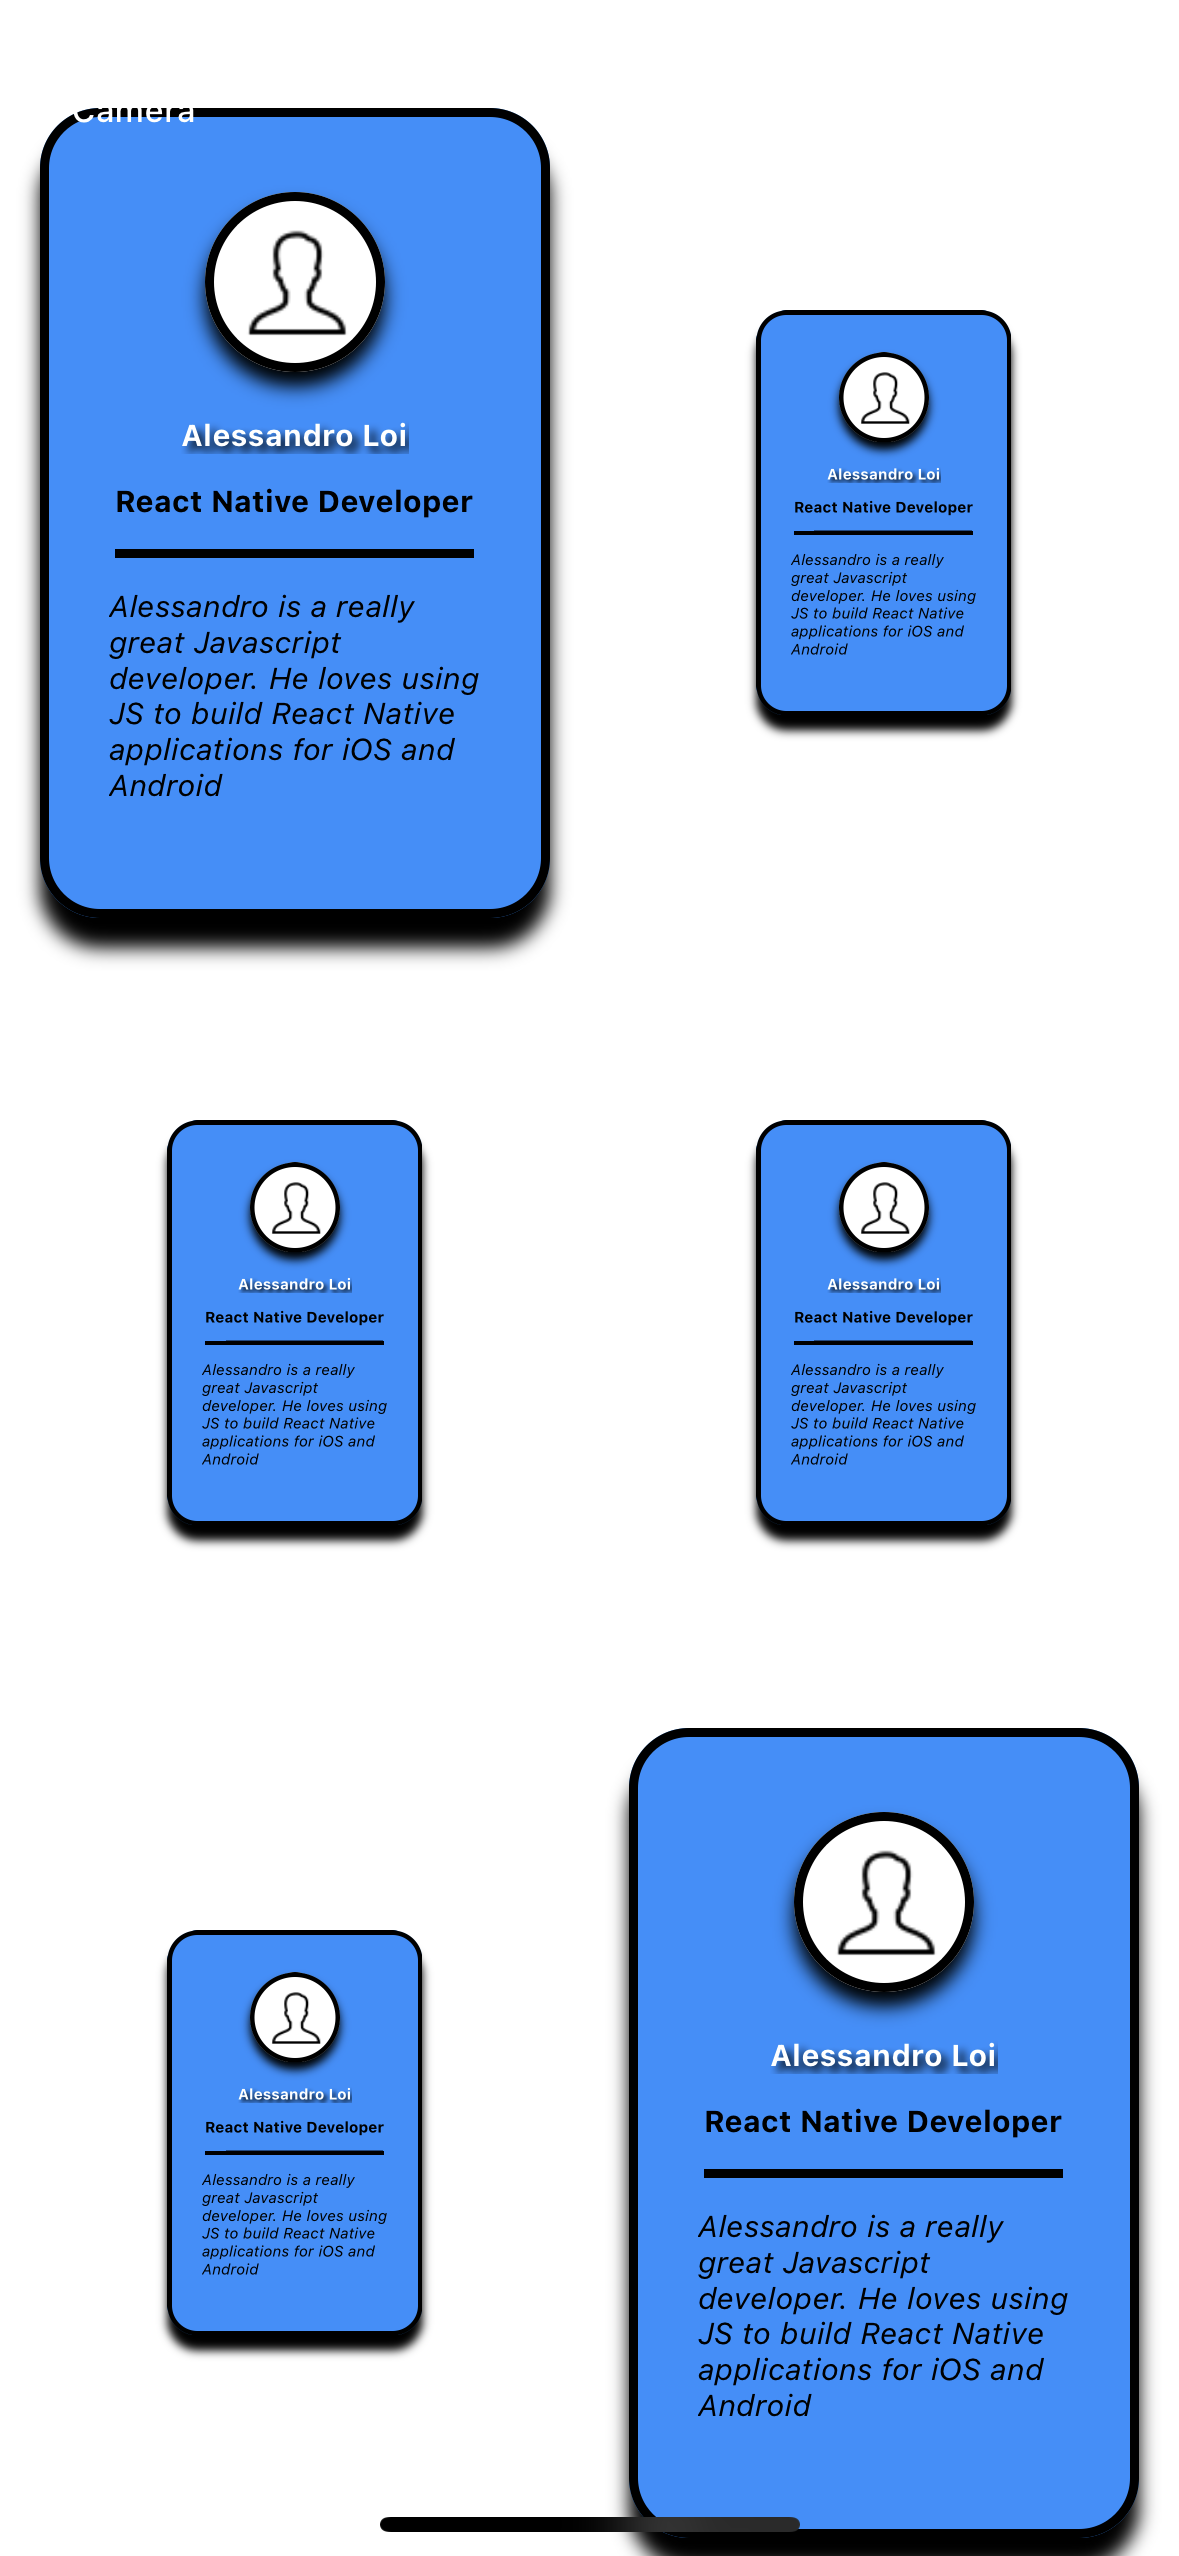 Camera
Alessandro Loi
React Native Developer
Alessandro is a really
great Javascript
developer. He loves using
JS to build React Native
applications for iOS and
Android
Alessandro Loi
React Native Developer
Alessandro is a really
great Javascript
developer. He loves using
JS to build React Native
applications for iOS and
Android
Alessandro Loi
React Native Developer
Alessandro is a really
great Javascript
developer. He loves using
JS to build React Native
applications for iOS and
Android
Alessandro Loi
React Native Developer
Alessandro is a really
great Javascript
developer. He loves using
JS to build React Native
applications for iOS and
Android
Alessandro Loi
React Native Developer
Alessandro is a really
great Javascript
developer. He loves using
JS to build React Native
applications for iOS and
Android
Alessandro Loi
React Native Developer
Alessandro is a really
great Javascript
developer. He loves using
JS to build React Native
applications for iOS and
Android